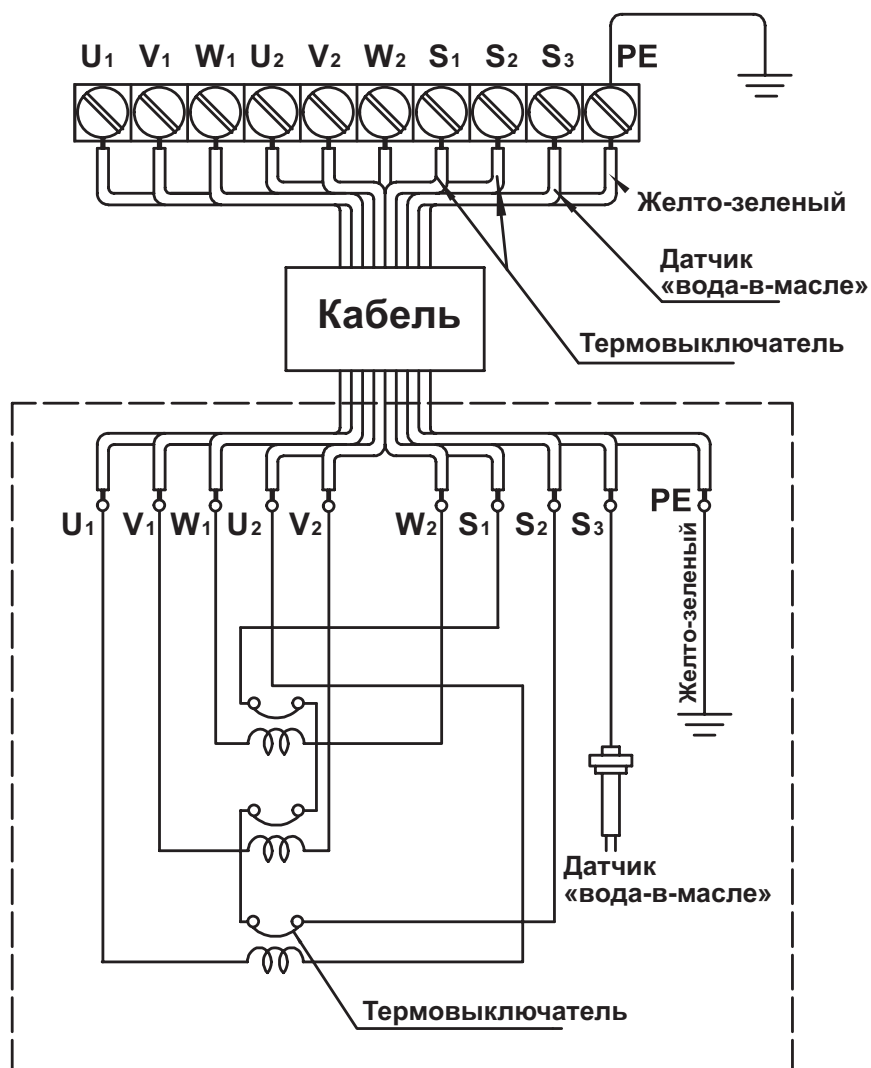 U1 V1 W1 U2 V2 W2 S1 S2 S3 PE
Желто-зеленый
Датчик
«вода-в-масле»
Термовыключатель
Кабель
U1 V1 W1 U2 V2 W2 S1 S2 S3 PE
Желто-зеленый
Датчик
«вода-в-масле»
Термовыключатель